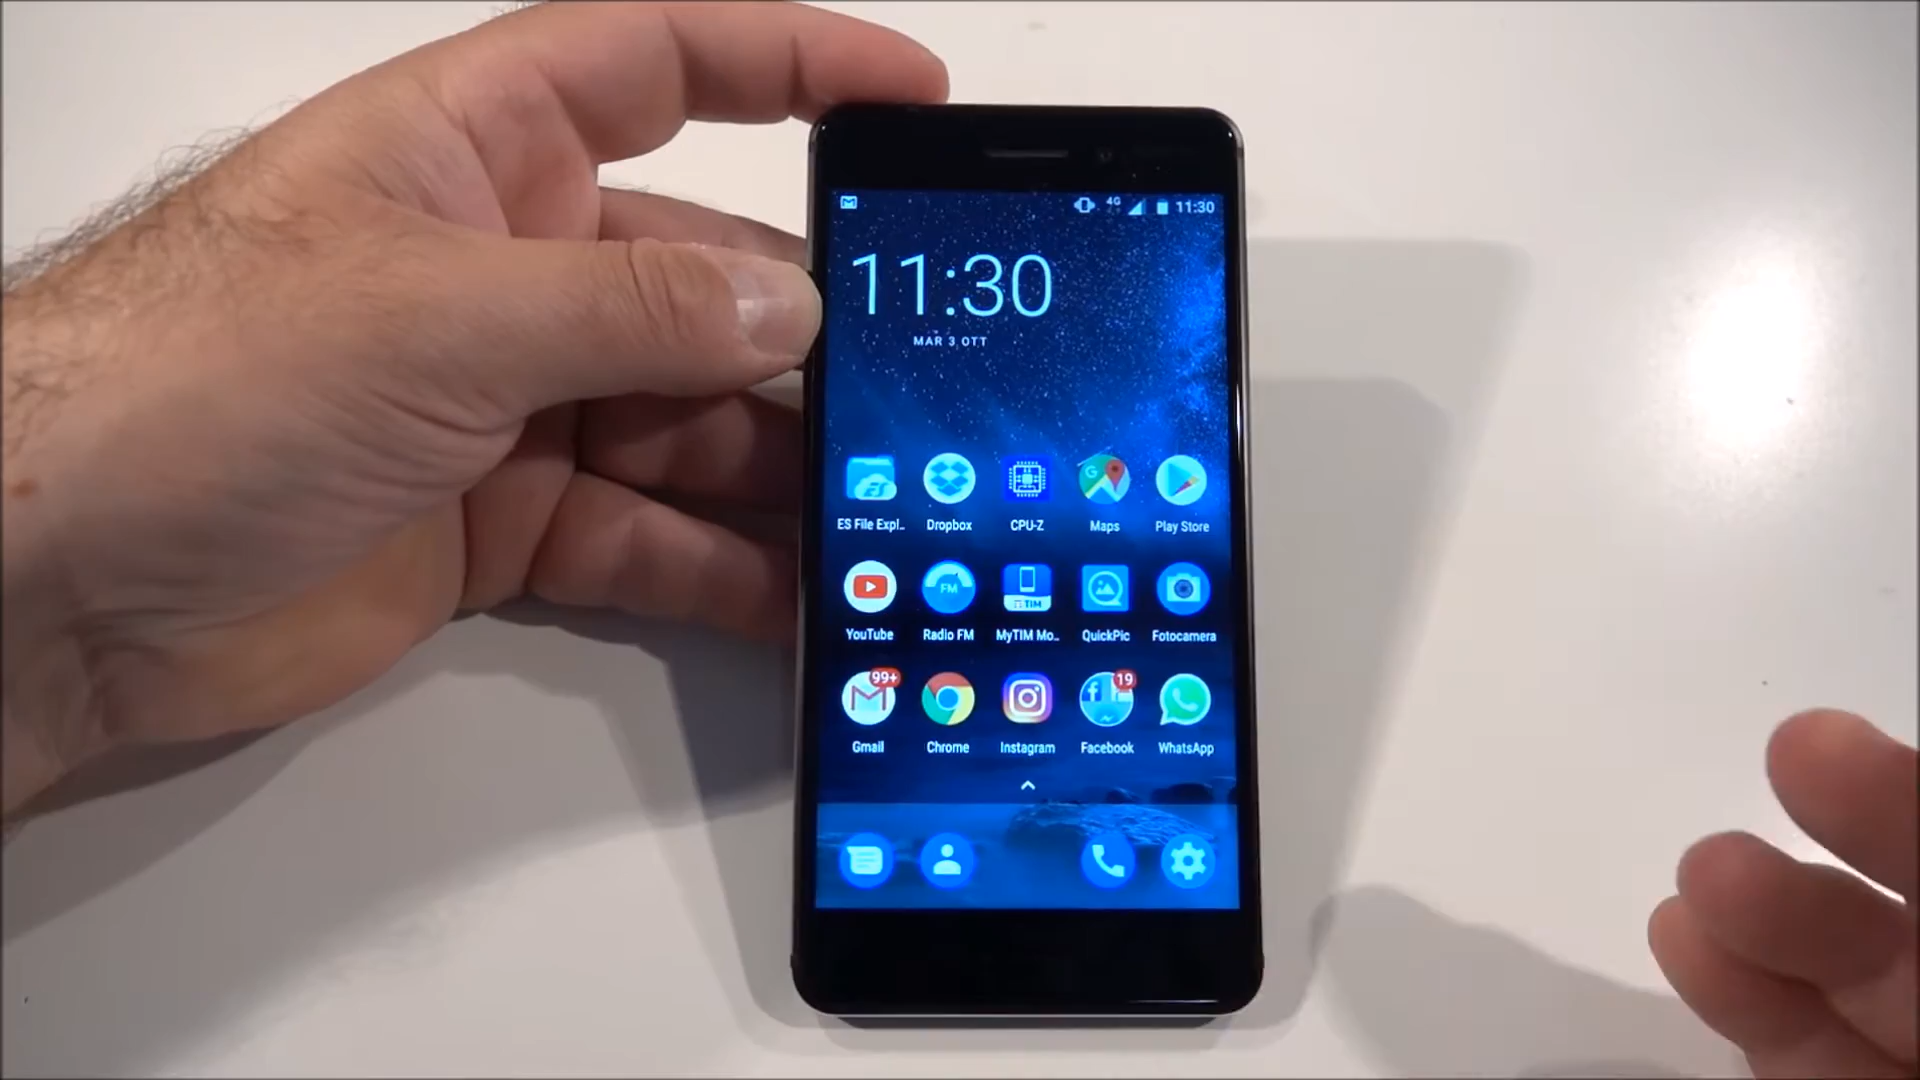 4G 11:30
11:30
MAR 3 OTT
ES File Expl..
Dropbox
CPU-Z
Maps
Play Store
FM
TIM
YouTube
Radio FM
MyTIM Mo..
QuickPic
Fotocamera
99+
19
Gmail
Chrome
Instagram
Facebook
WhatsApp